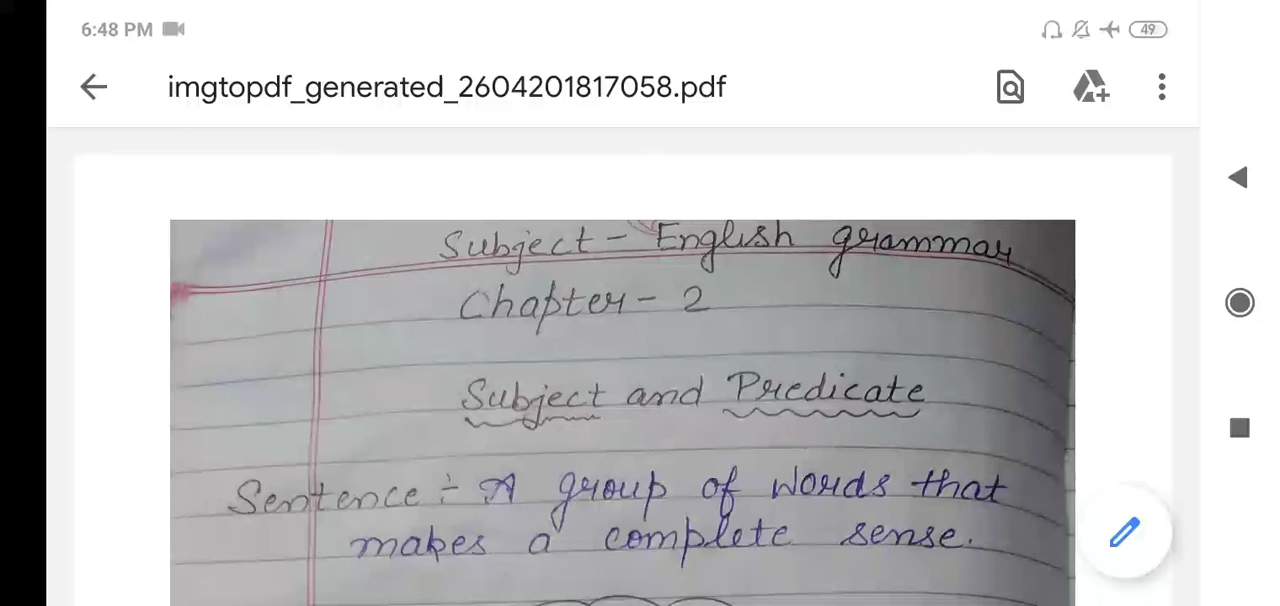 6:48 PM
49
imgtopdf_generated_2604201817058.pdf
Subject - English grammar
Chapter - 2
Subject and Predicate
Sentence :- A group of words that
makes a complete sense.